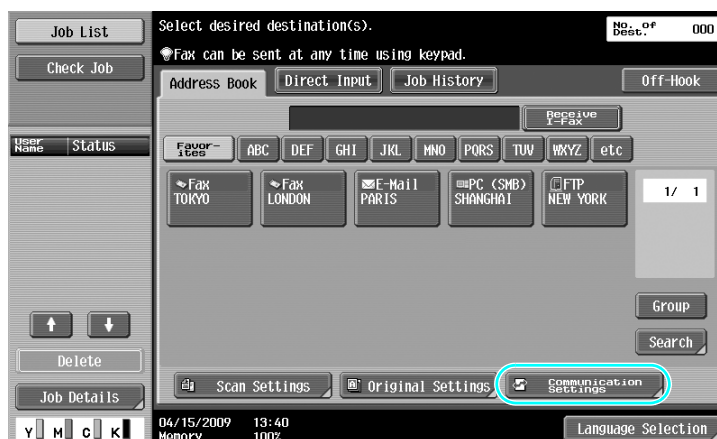 Job List
Check Job
User Name
Status
Delete
Job Details
Y M C K
Select desired destination(s).
No. of Dest. 000
Fax can be sent at any time using keypad.
Address Book
Direct Input
Job History
Off-Hook
Receive I-Fax
Favor-ites
ABC
DEF
GHI
JKL
MNO
PQRS
TUV
WXYZ
etc
Fax
TOKYO
Fax
LONDON
E-Mail
PARIS
PC (SMB)
SHANGHAI
FTP
NEW YORK
1/ 1
Group
Search
Scan Settings
Original Settings
Communication Settings
04/15/2009 13:40
Memory 100%
Language Selection